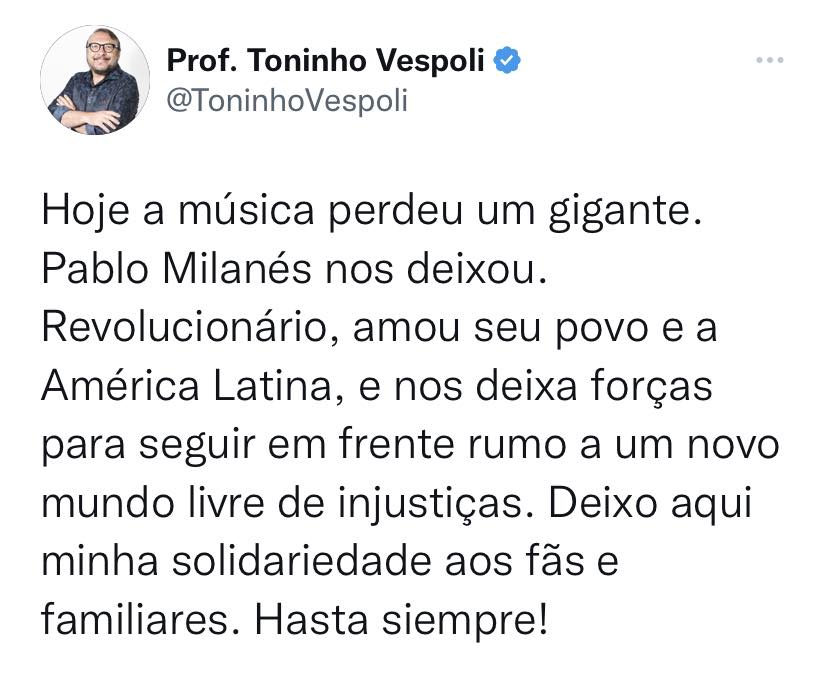 Prof. Toninho Vespoli
@ToninhoVespoli
Hoje a música perdeu um gigante.
Pablo Milanés nos deixou.
Revolucionário, amou seu povo e a
América Latina, e nos deixa forças
para seguir em frente rumo a um novo
mundo livre de injustiças. Deixo aqui
minha solidariedade aos fãs e
familiares. Hasta siempre!